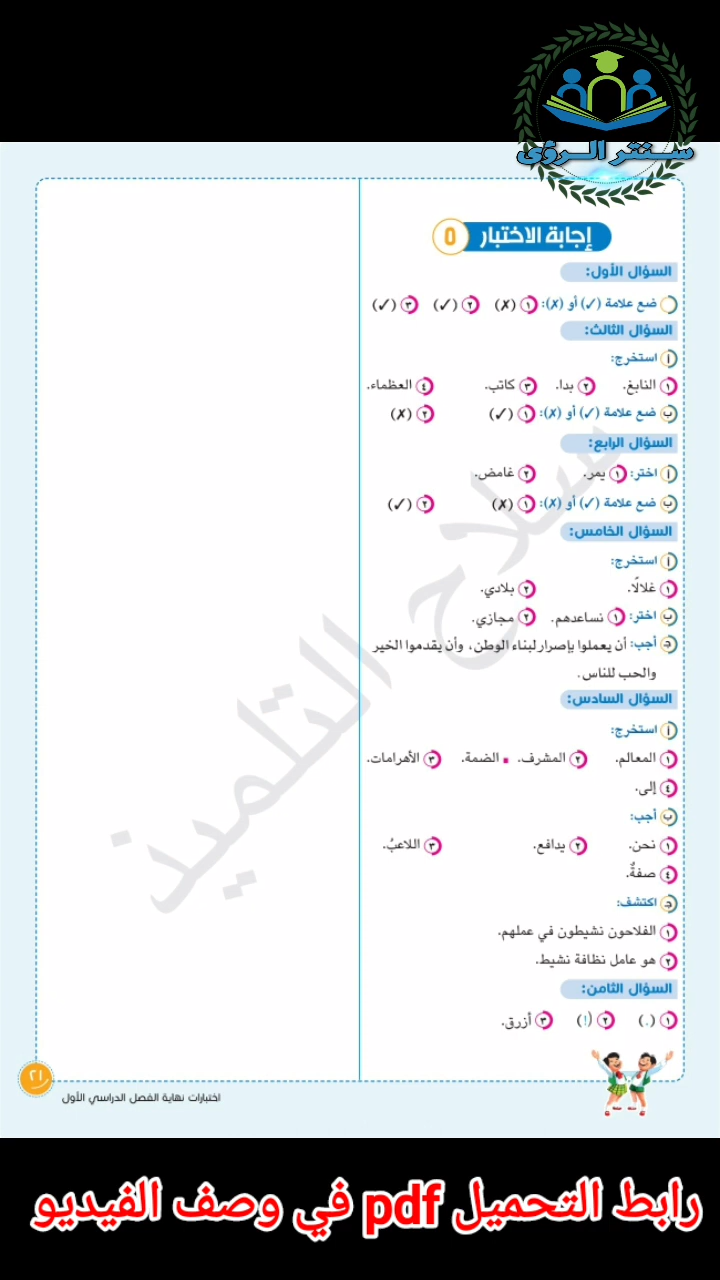 سنتر الرؤى
إجابة الاختبار ٥
السؤال الأول:
ضع علامة (✓) أو (✗): ١ (✗) ٢ (✓) ٣ (✓)
السؤال الثالث:
أ استخرج:
١ النابغ. ٢ بدا. ٣ كاتب. ٤ العظماء.
ب ضع علامة (✓) أو (✗): ١ (✓) ٢ (✗)
السؤال الرابع:
أ اختر: ١ يمر. ٢ غامض.
ب ضع علامة (✓) أو (✗): ١ (✗) ٢ (✓)
السؤال الخامس:
أ استخرج:
١ غلالًا. ٢ بلادي.
ب اختر: ١ نساعدهم. ٢ مجازي.
ج أجب: أن يعملوا بإصرار لبناء الوطن، وأن يقدموا الخير
والحب للناس.
السؤال السادس:
أ استخرج:
١ المعالم. ٢ المشرف. ▪ الضمة. ٣ الأهرامات.
٤ إلى.
ب أجب:
١ نحن. ٢ يدافع. ٣ اللاعبُ.
٤ صفةٌ.
ج اكتشف:
١ الفلاحون نشيطون في عملهم.
٢ هو عامل نظافة نشيط.
السؤال الثامن:
١ (.) ٢ (!) ٣ أزرق.
سلاح التلميذ
٢١
اختبارات نهاية الفصل الدراسي الأول
رابط التحميل pdf في وصف الفيديو